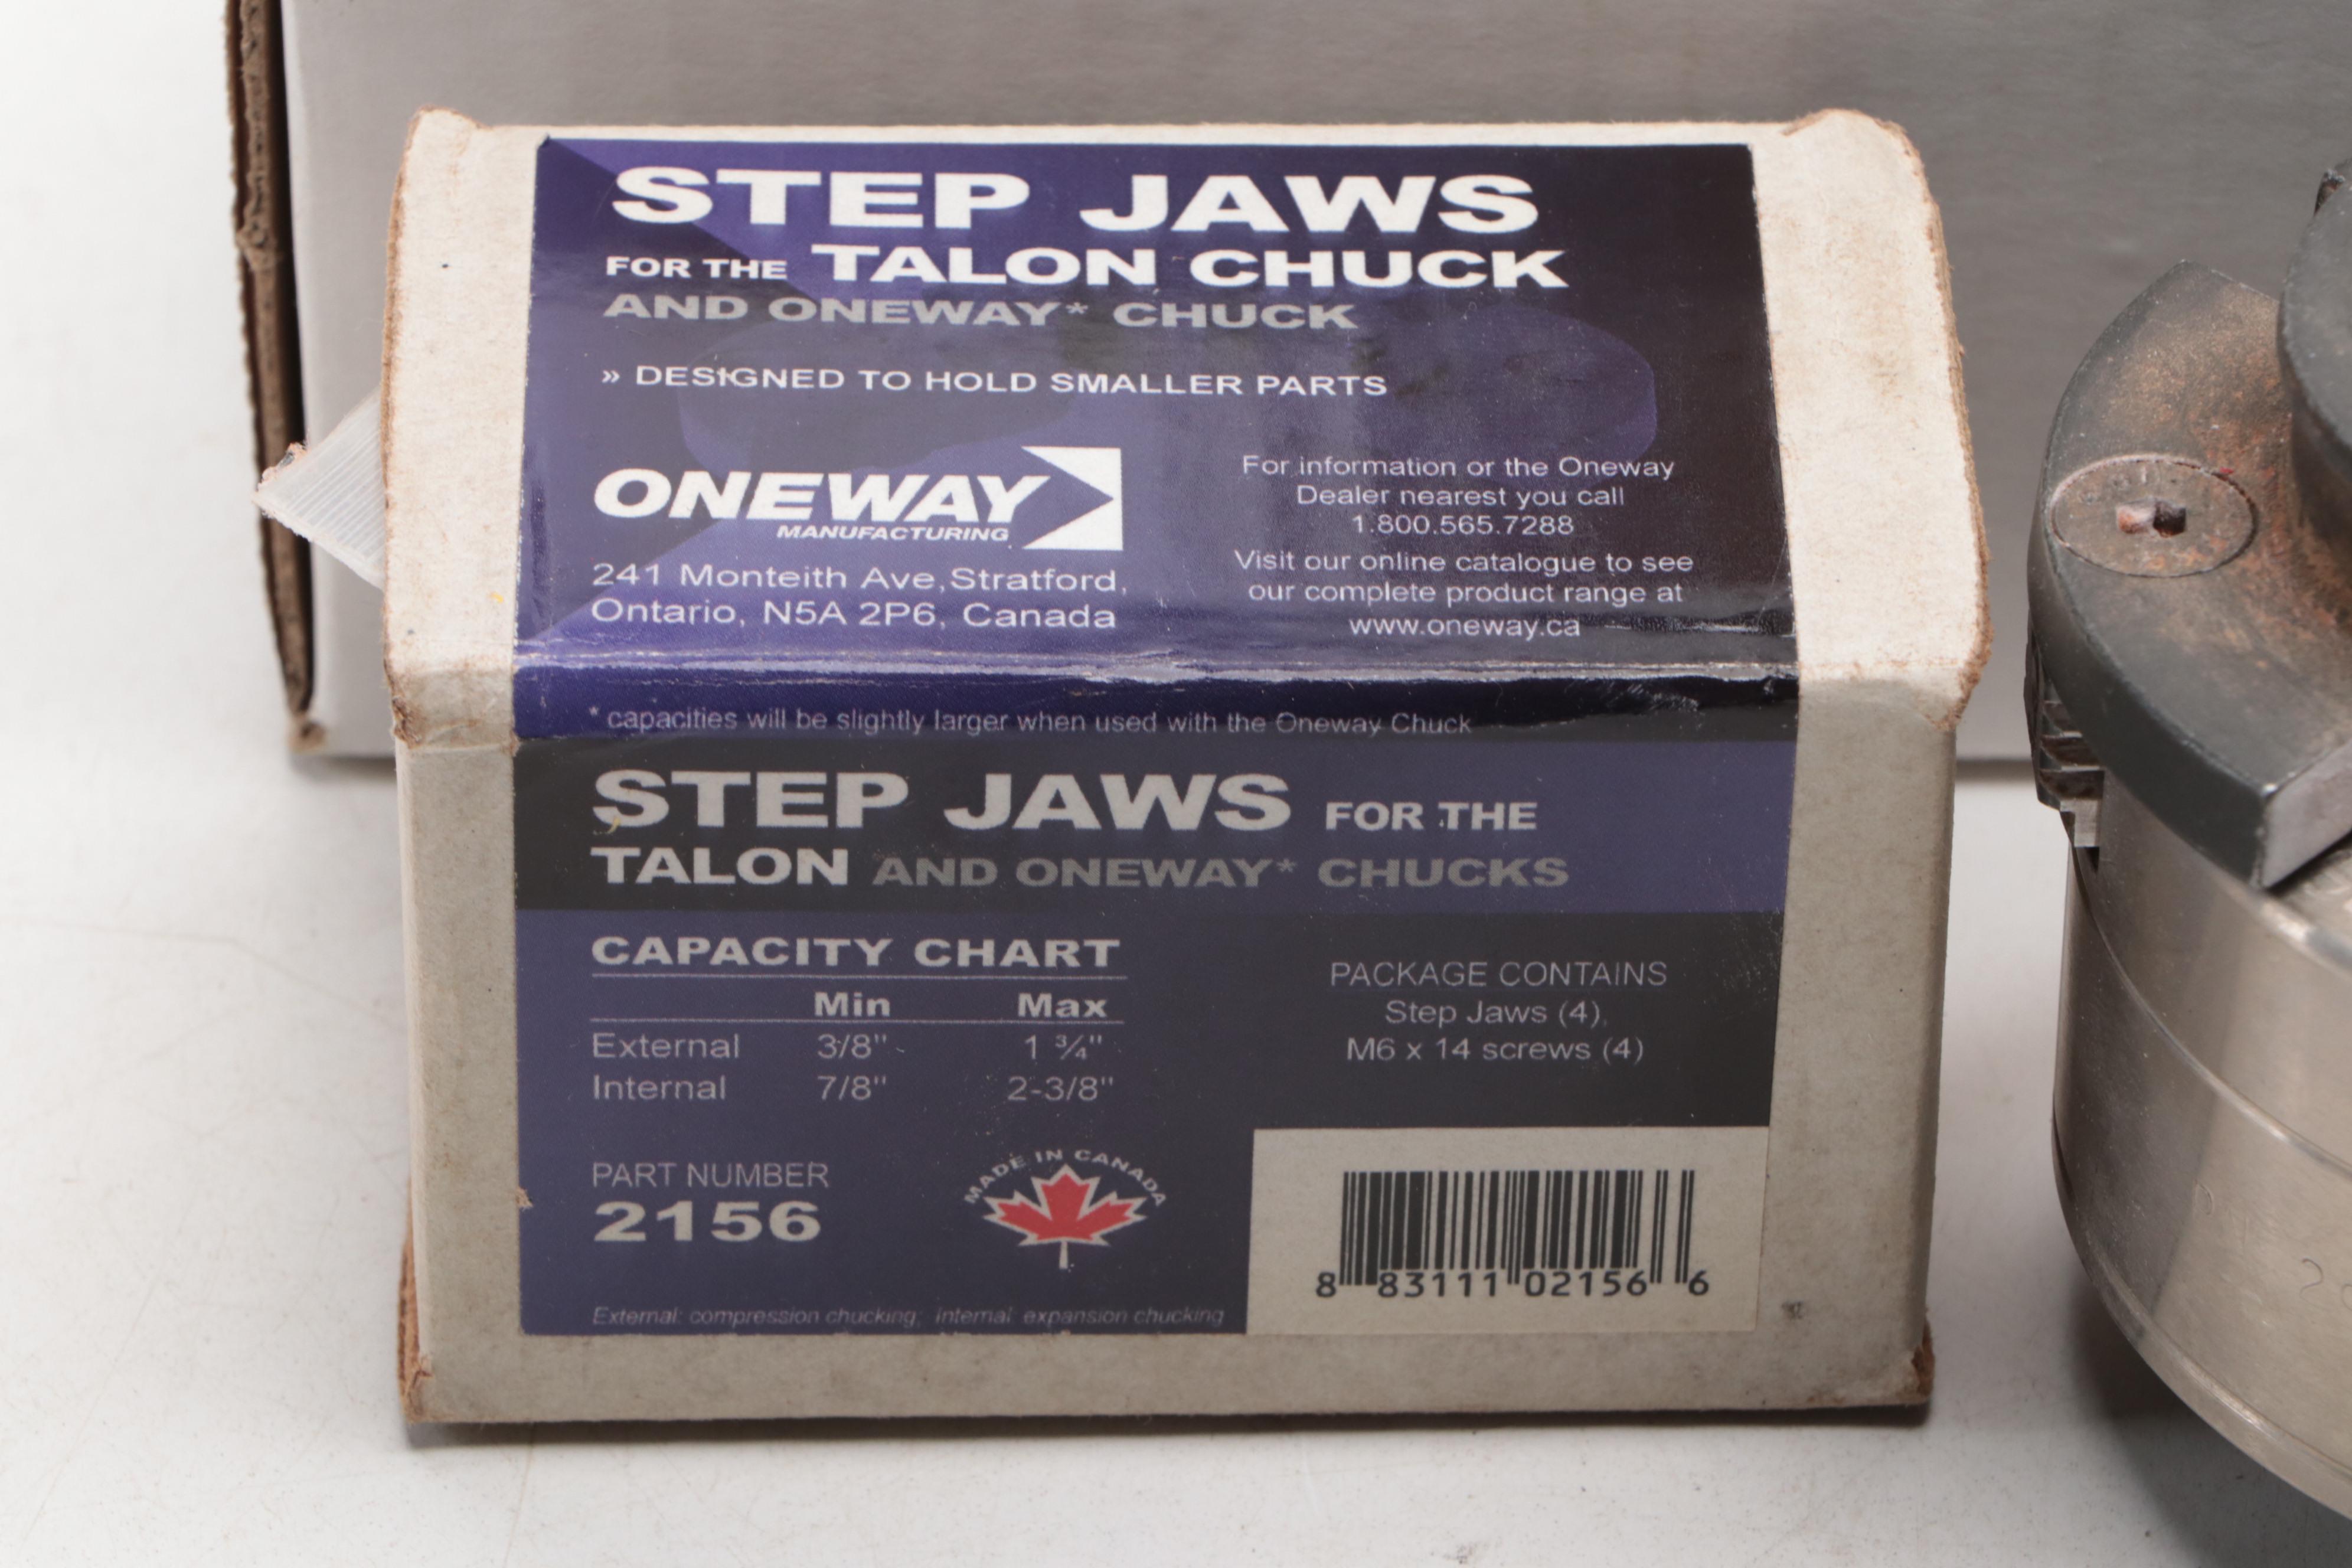 STEP JAWS
FOR THE TALON CHUCK
AND ONEWAY* CHUCK
» DESIGNED TO HOLD SMALLER PARTS
ONEWAY
MANUFACTURING
241 Monteith Ave, Stratford,
Ontario, N5A 2P6, Canada
For information or the Oneway
Dealer nearest you call
1.800.565.7288
Visit our online catalogue to see
our complete product range at
www.oneway.ca
* capacities will be slightly larger when used with the Oneway Chuck
STEP JAWS FOR THE
TALON AND ONEWAY* CHUCKS
CAPACITY CHART
Min Max
External 3/8" 1 ¾"
Internal 7/8" 2-3/8"
PACKAGE CONTAINS
Step Jaws (4),
M6 x 14 screws (4)
PART NUMBER
2156
MADE IN CANADA
8 83111 02156 6
External: compression chucking; internal: expansion chucking